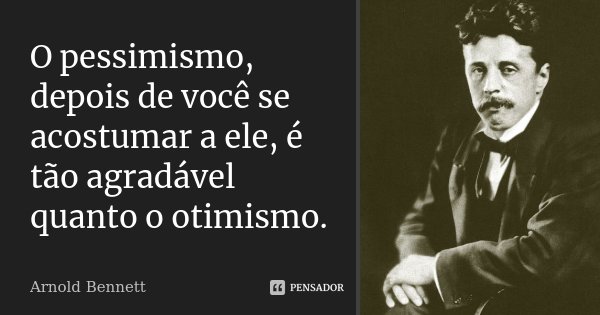 O pessimismo,
depois de você se
acostumar a ele, é
tão agradável
quanto o otimismo.
Arnold Bennett
PENSADOR